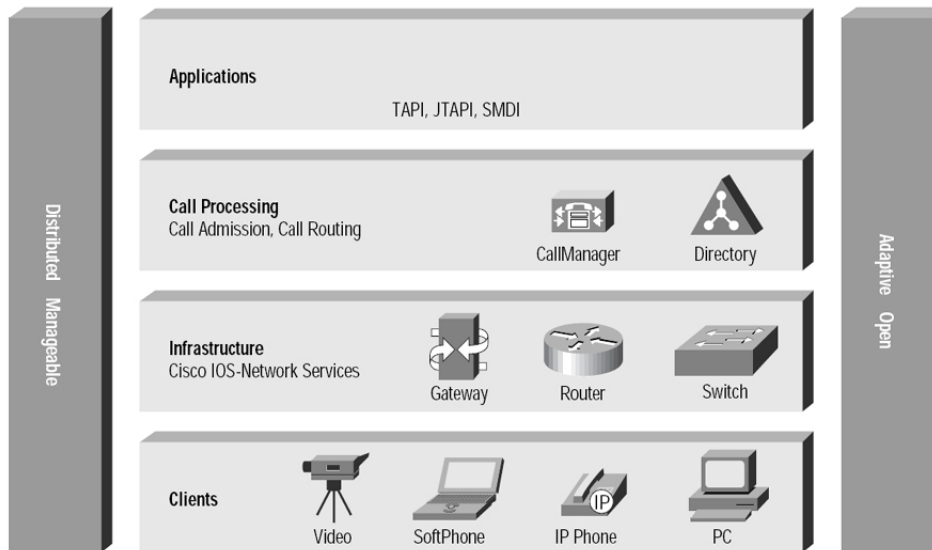 Applications
TAPI, JTAPI, SMDI
Call Processing
Call Admission, Call Routing
CallManager
Directory
Infrastructure
Cisco IOS-Network Services
Gateway
Router
Switch
Clients
IP
Video
SoftPhone
IP Phone
PC
Distributed Manageable
Adaptive Open